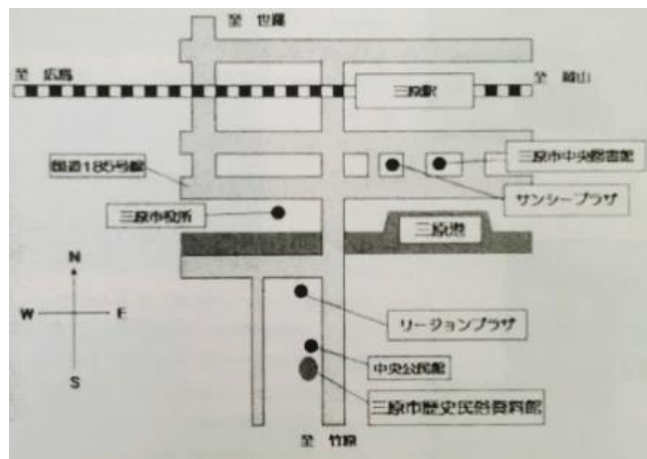 至 世羅
至 広島
三原駅
至 岡山
国道185号線
三原市中央図書館
サンシープラザ
三原市役所
三原港
N
W
E
S
リージョンプラザ
中央公民館
三原市歴史民俗資料館
至 竹原